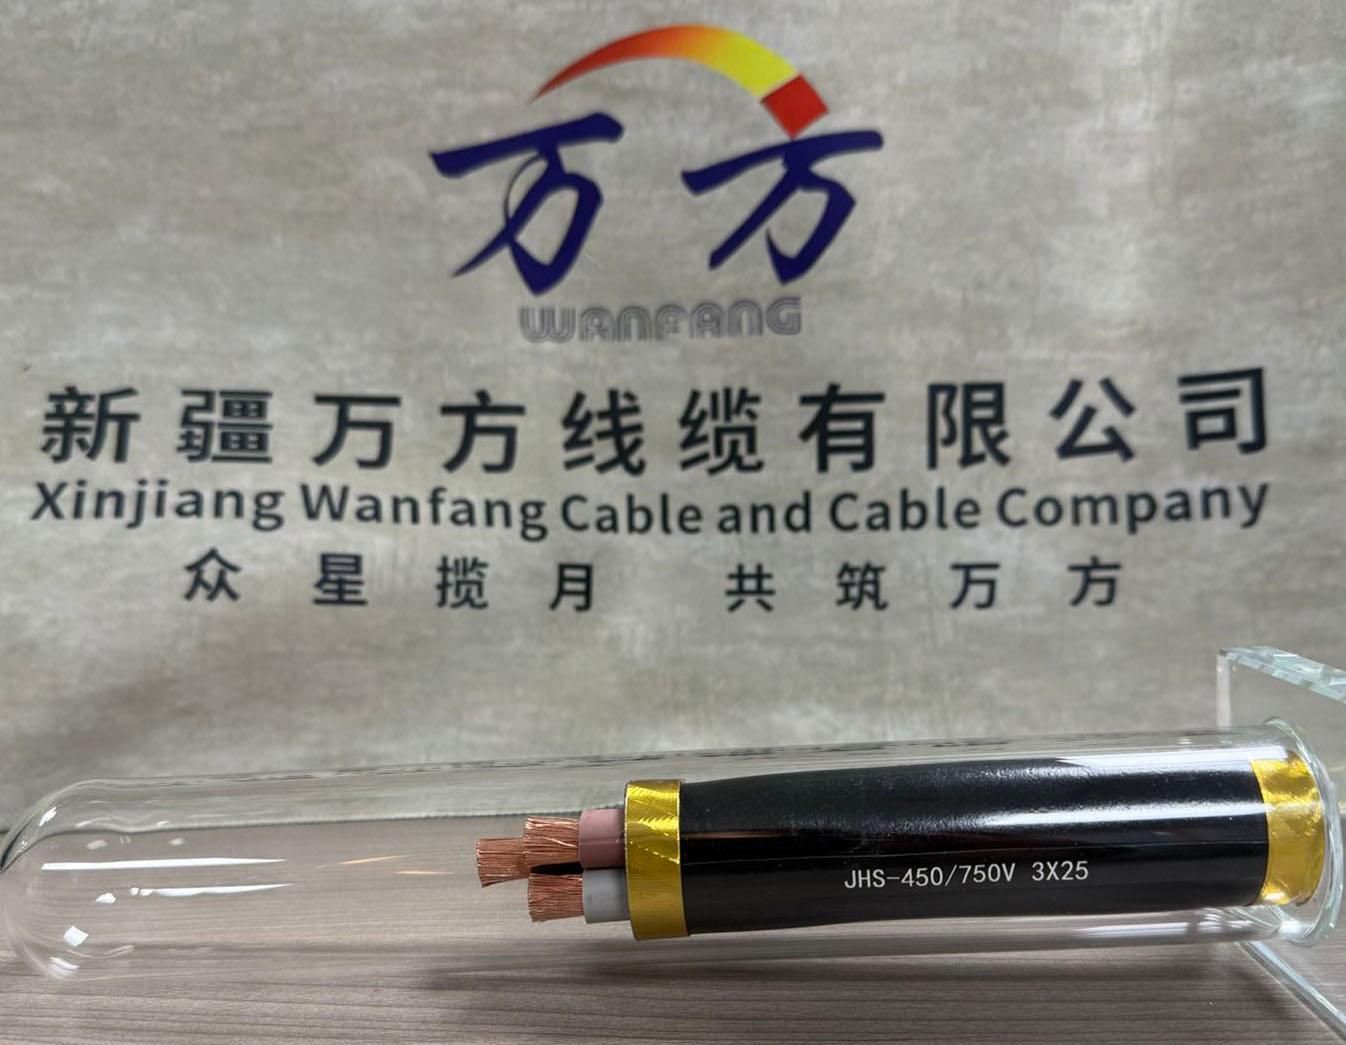 万方
WANFANG
新疆万方线缆有限公司
Xinjiang Wanfang Cable and Cable Company
众星揽月 共筑万方
JHS-450/750V 3X25